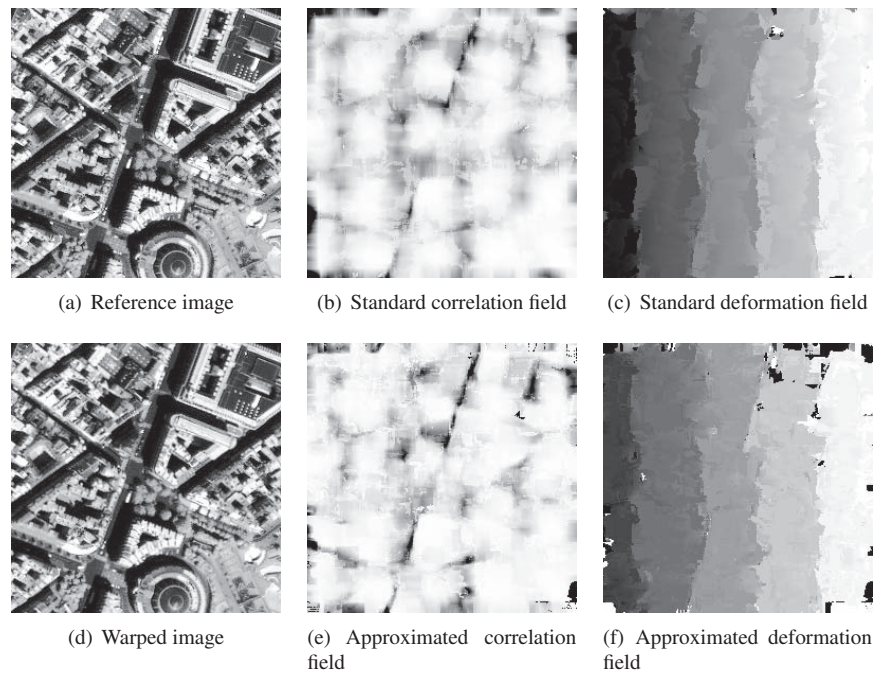 (a) Reference image
(b) Standard correlation field
(c) Standard deformation field
(d) Warped image
(e) Approximated correlation
field
(f) Approximated deformation
field